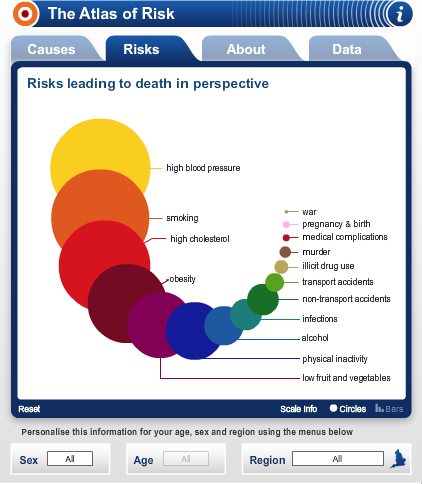 The Atlas of Risk
i
Causes
Risks
About
Data
Risks leading to death in perspective
high blood pressure
smoking
high cholesterol
obesity
war
pregnancy & birth
medical complications
murder
illicit drug use
transport accidents
non-transport accidents
infections
alcohol
physical inactivity
low fruit and vegetables
Reset
Scale Info
Circles
Bars
Personalise this information for your age, sex and region using the menus below
Sex All
Age All
Region All